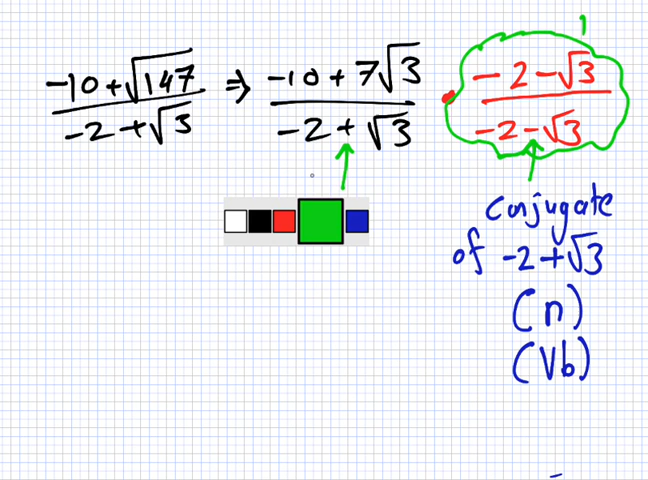 1
-10+√147 / -2+√3 ⇒ -10+7√3 / -2+√3 • -2-√3 / -2-√3
conjugate
of -2+√3
(n)
(Vb)